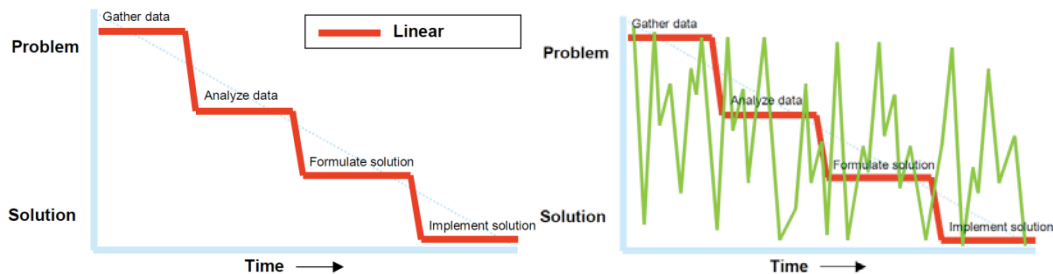 Gather data
Linear
Problem
Analyze data
Formulate solution
Solution
Implement solution
Time
Gather data
Problem
Analyze data
Formulate solution
Solution
Implement solution
Time